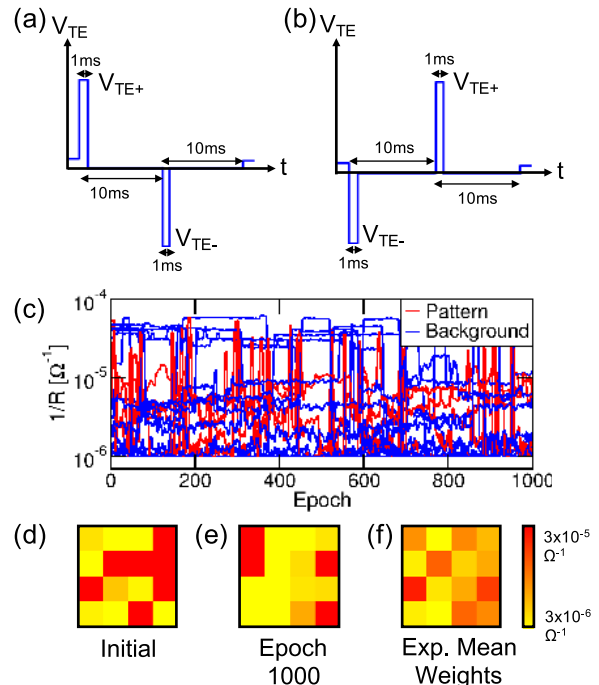 (a)
V_TE
1ms
V_TE+
10ms
10ms
t
V_TE-
1ms
(b)
V_TE
1ms
V_TE+
10ms
t
10ms
V_TE-
1ms
(c)
10⁻⁴
Pattern
Background
1/R [Ω⁻¹]
10⁻⁵
10⁻⁶
0 200 400 600 800 1000
Epoch
(d)
(e)
(f)
3x10⁻⁵
Ω⁻¹
3x10⁻⁶
Ω⁻¹
Initial
Epoch
1000
Exp. Mean
Weights